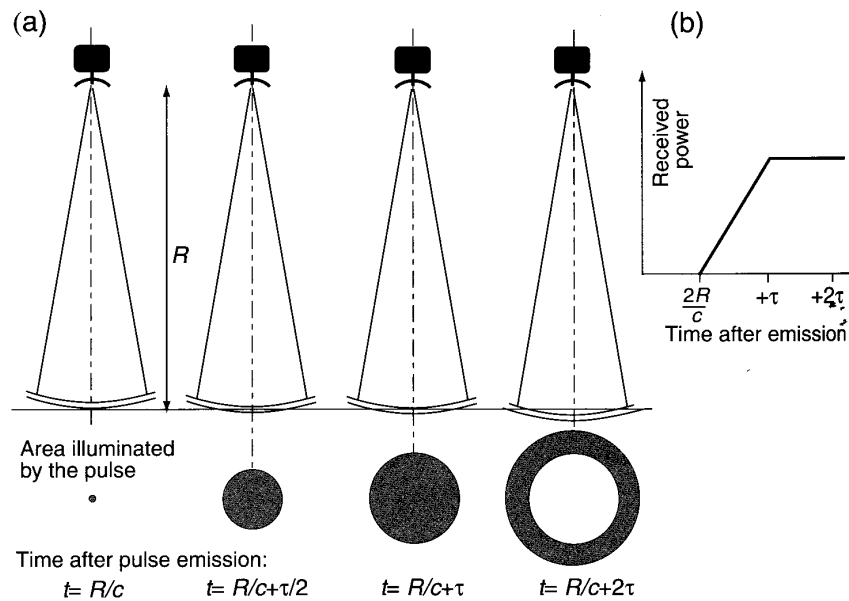 (a)
(b)
R
Received
power
2R
c
+τ
+2τ
Time after emission
Area illuminated
by the pulse
Time after pulse emission:
t= R/c
t= R/c+τ/2
t= R/c+τ
t= R/c+2τ